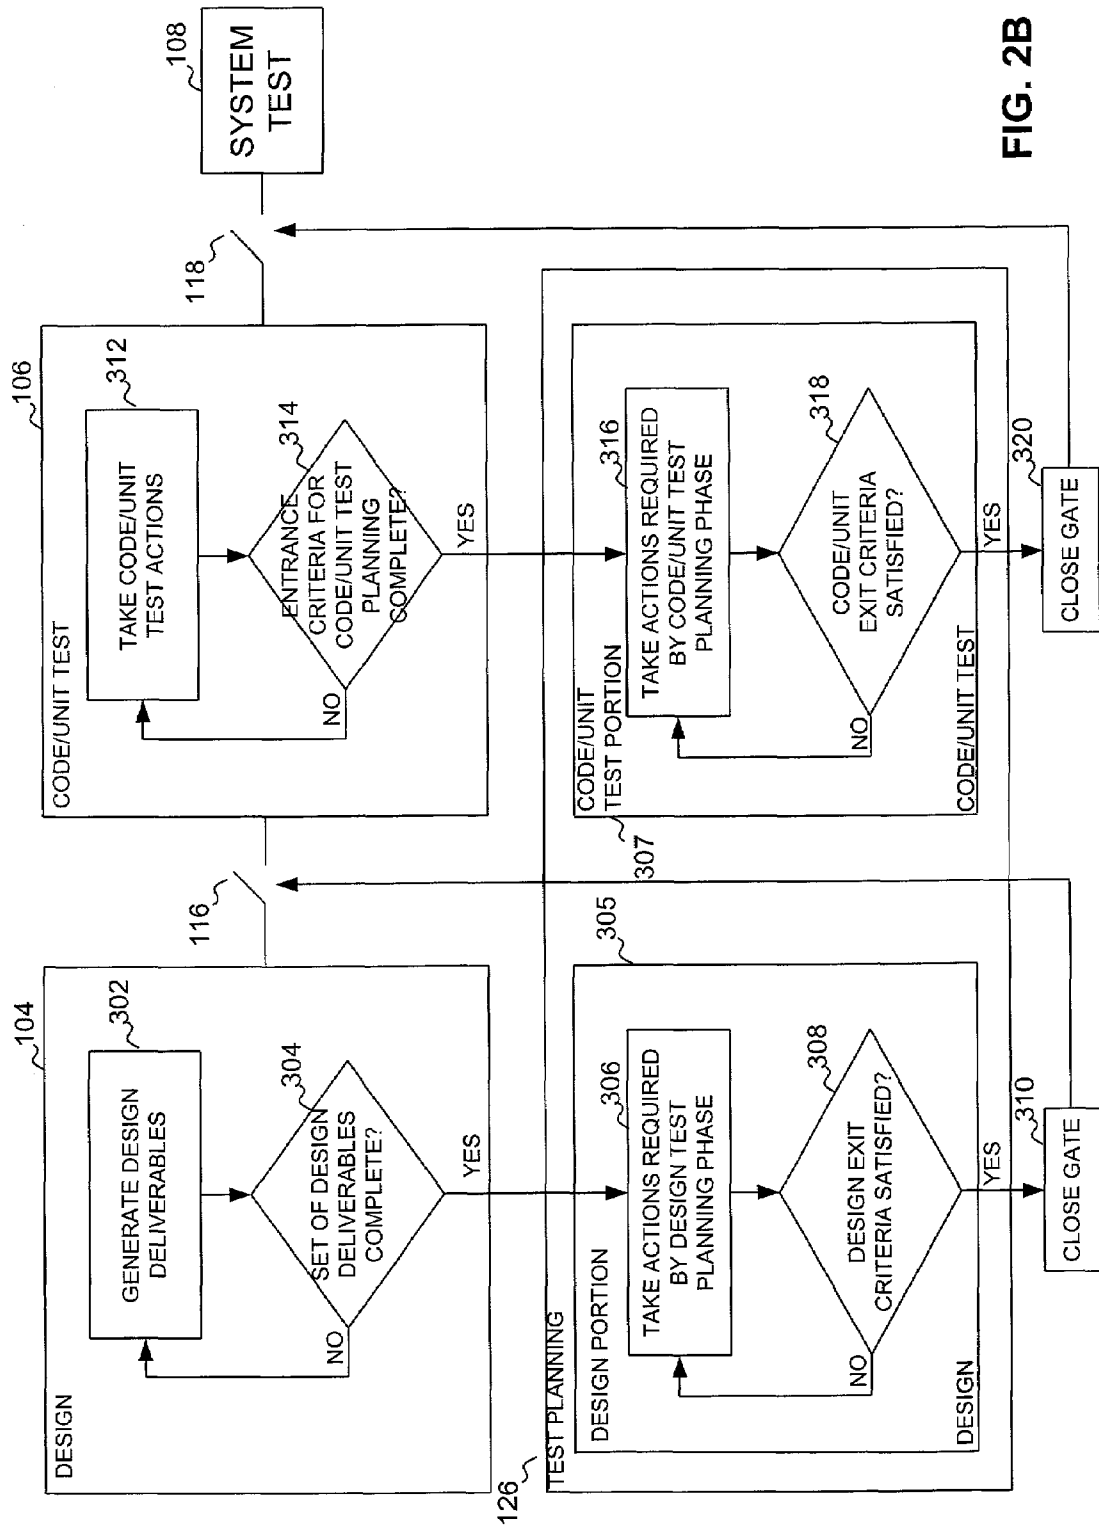 104
DESIGN
302
GENERATE DESIGN
DELIVERABLES
304
SET OF DESIGN
DELIVERABLES
COMPLETE?
NO
YES
116
106
CODE/UNIT TEST
312
TAKE CODE/UNIT
TEST ACTIONS
314
ENTRANCE
CRITERIA FOR
CODE/UNIT TEST
PLANNING
COMPLETE?
NO
YES
118
108
SYSTEM
TEST
126
TEST PLANNING
305
DESIGN PORTION
306
TAKE ACTIONS REQUIRED
BY DESIGN TEST
PLANNING PHASE
308
DESIGN EXIT
CRITERIA SATISFIED?
NO
YES
DESIGN
310
CLOSE GATE
307
CODE/UNIT
TEST PORTION
316
TAKE ACTIONS REQUIRED
BY CODE/UNIT TEST
PLANNING PHASE
318
CODE/UNIT
EXIT CRITERIA
SATISFIED?
NO
YES
CODE/UNIT TEST
320
CLOSE GATE
FIG. 2B